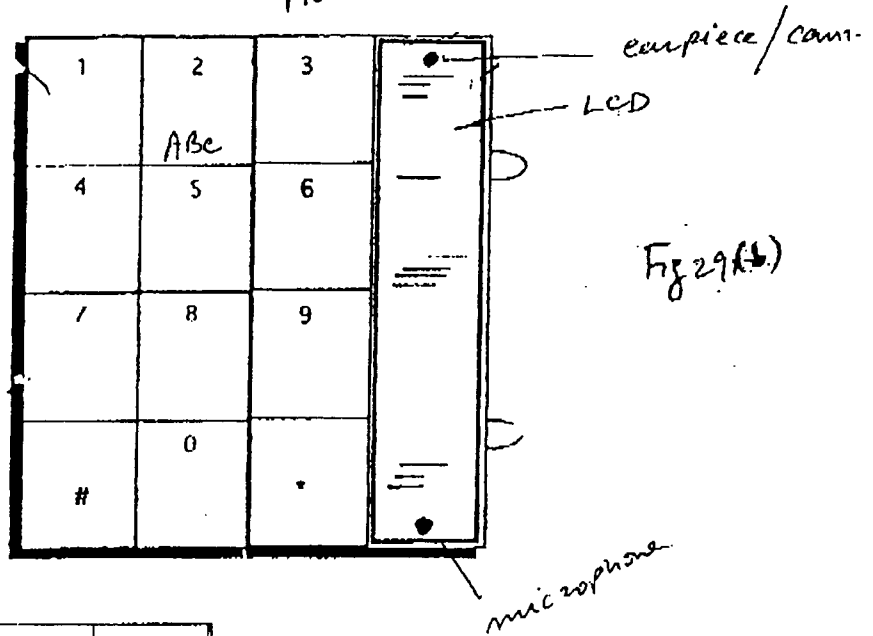 1 2 3 earpiece/cam.
LCD
ABC
4 5 6
Fig 29(b)
7 8 9
0
# *
microphone